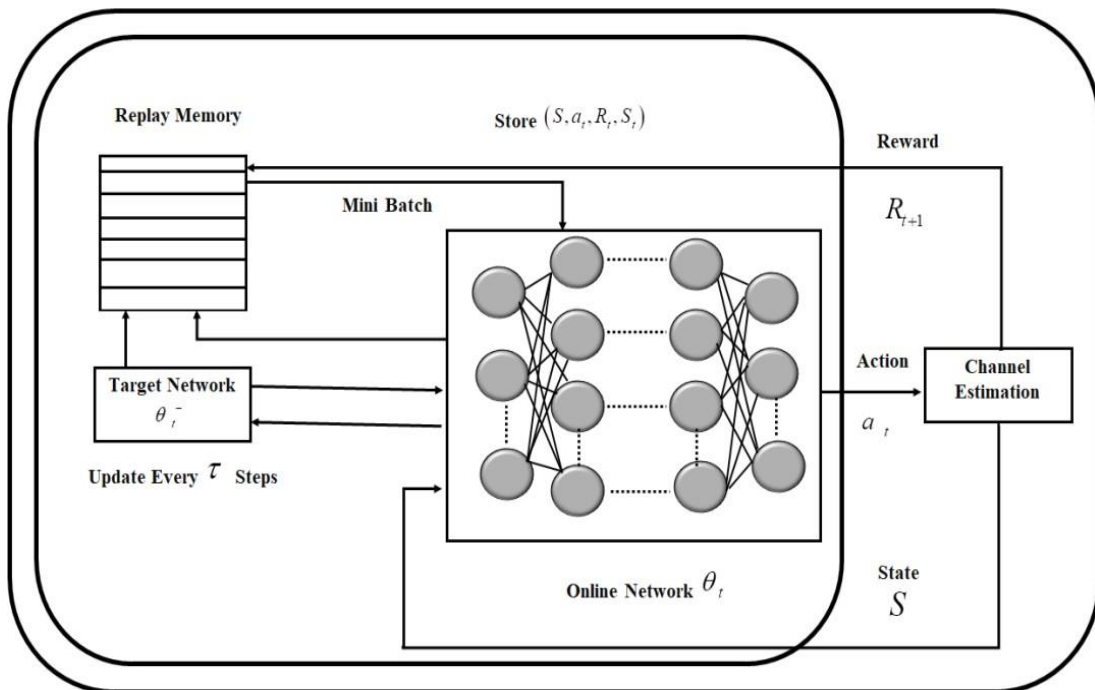 Replay Memory
Store (S, a_t, R_t, S_t)
Reward
R_{t+1}
Mini Batch
Target Network
θ_t^-
Update Every τ Steps
Action
a_t
Channel
Estimation
Online Network θ_t
State
S